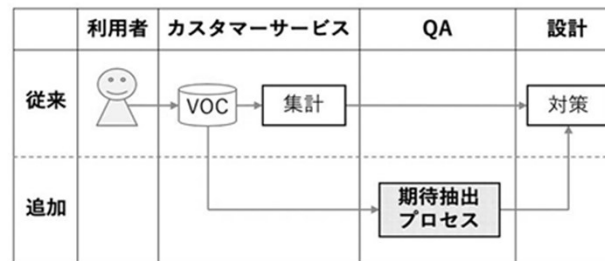 利用者 カスタマーサービス QA 設計
従来 VOC 集計 対策
追加 期待抽出
プロセス